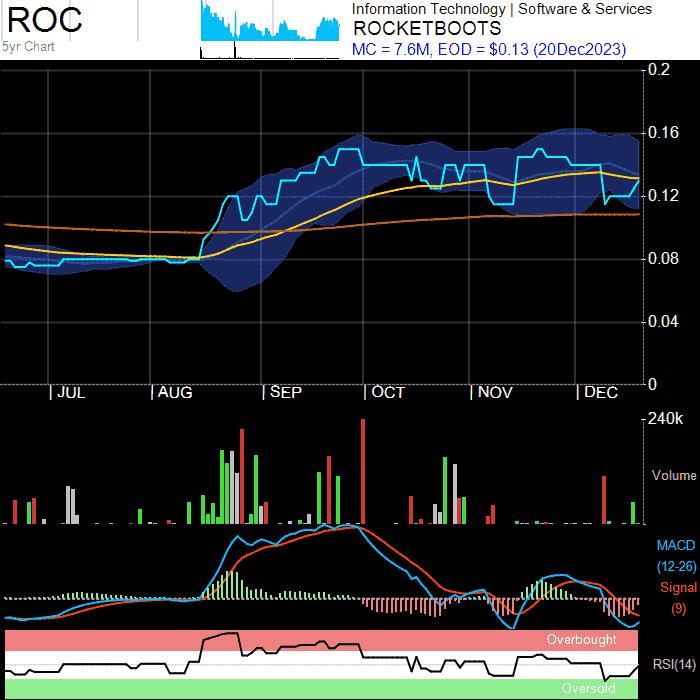 ROC
5yr Chart
Information Technology | Software & Services
ROCKETBOOTS
MC = 7.6M, EOD = $0.13 (20Dec2023)
0.2
0.16
0.12
0.08
0.04
0
| JUL | AUG | SEP | OCT | NOV | DEC
240k
Volume
MACD
(12-26)
Signal
(9)
Overbought
RSI(14)
Oversold